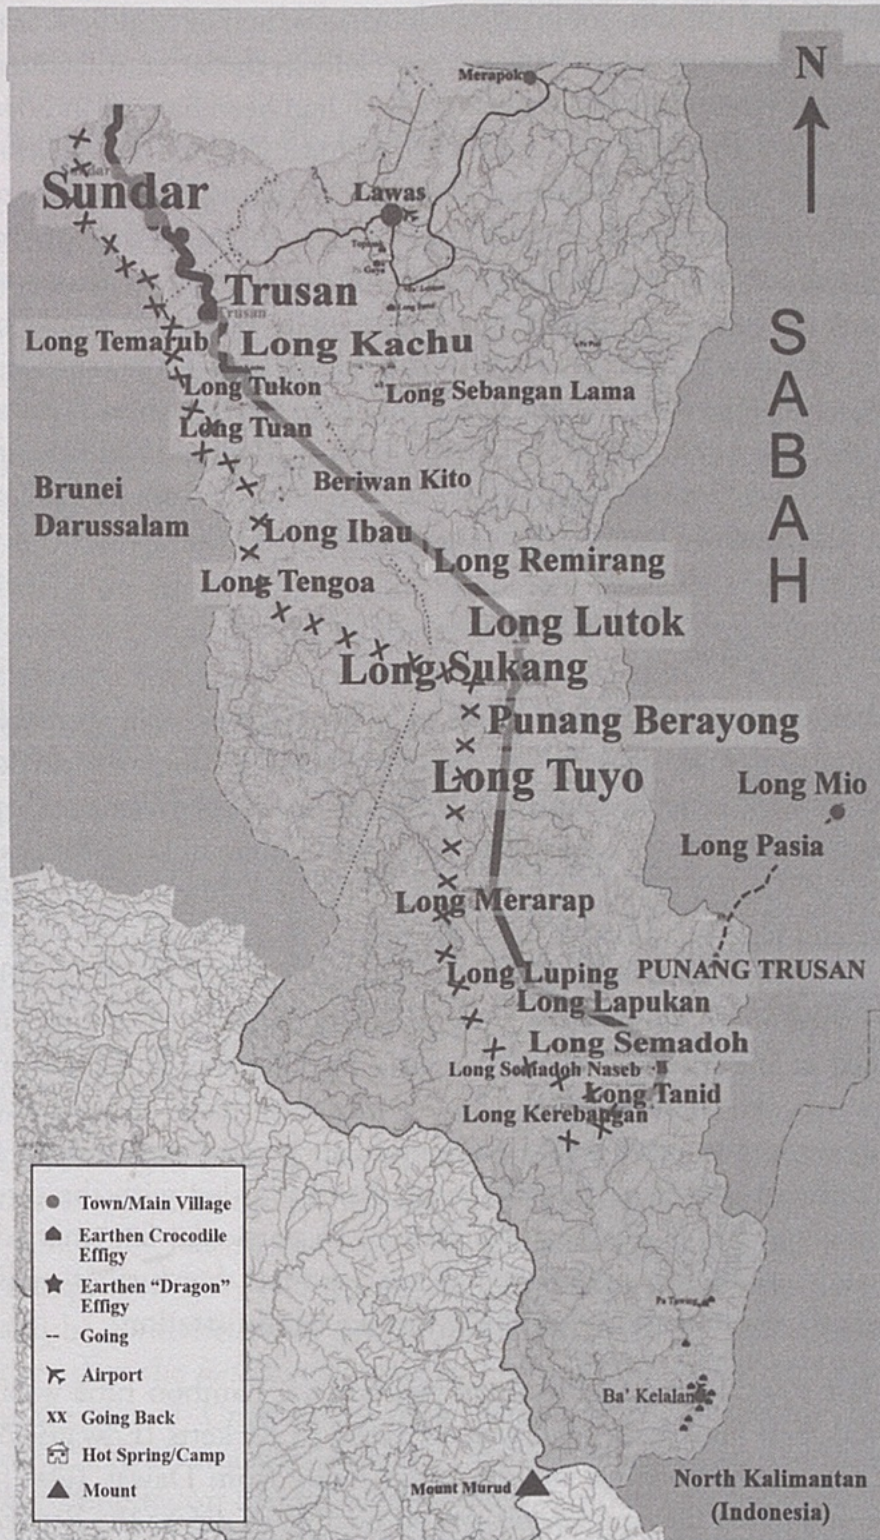 N
Merapok
Sundar
Lawas
Trusan
Trusan
Long Temarub
Long Kachu
Long Tukon
Long Sebangan Lama
Long Tuan
Beriwan Kito
Brunei
Darussalam
Long Ibau
Long Remirang
Long Tengoa
SABAH
Long Lutok
Long Sukang
Punang Berayong
Long Tuyo
Long Mio
Long Pasia
Long Merarap
Long Luping
PUNANG TRUSAN
Long Lapukan
Long Semadoh
Long Semadoh Naseb
Long Tanid
Long Kerebangan
Town/Main Village
Earthen Crocodile
Effigy
Earthen “Dragon”
Effigy
-- Going
Airport
XX Going Back
Hot Spring/Camp
Mount
Ba' Kelalan
Mount Murud
North Kalimantan
(Indonesia)